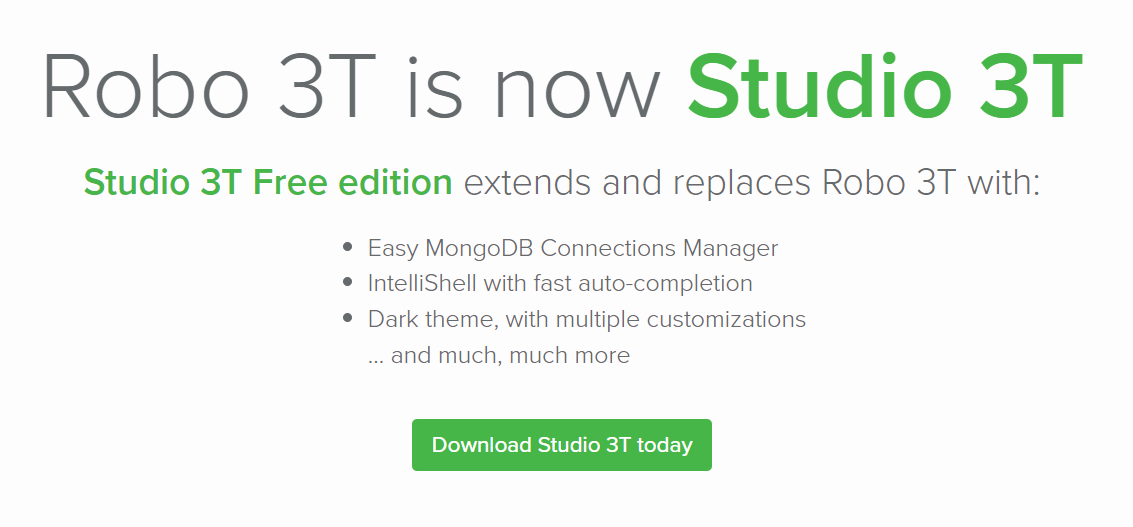 Robo 3T is now Studio 3T
Studio 3T Free edition extends and replaces Robo 3T with:
• Easy MongoDB Connections Manager
• IntelliShell with fast auto-completion
• Dark theme, with multiple customizations
... and much, much more
Download Studio 3T today